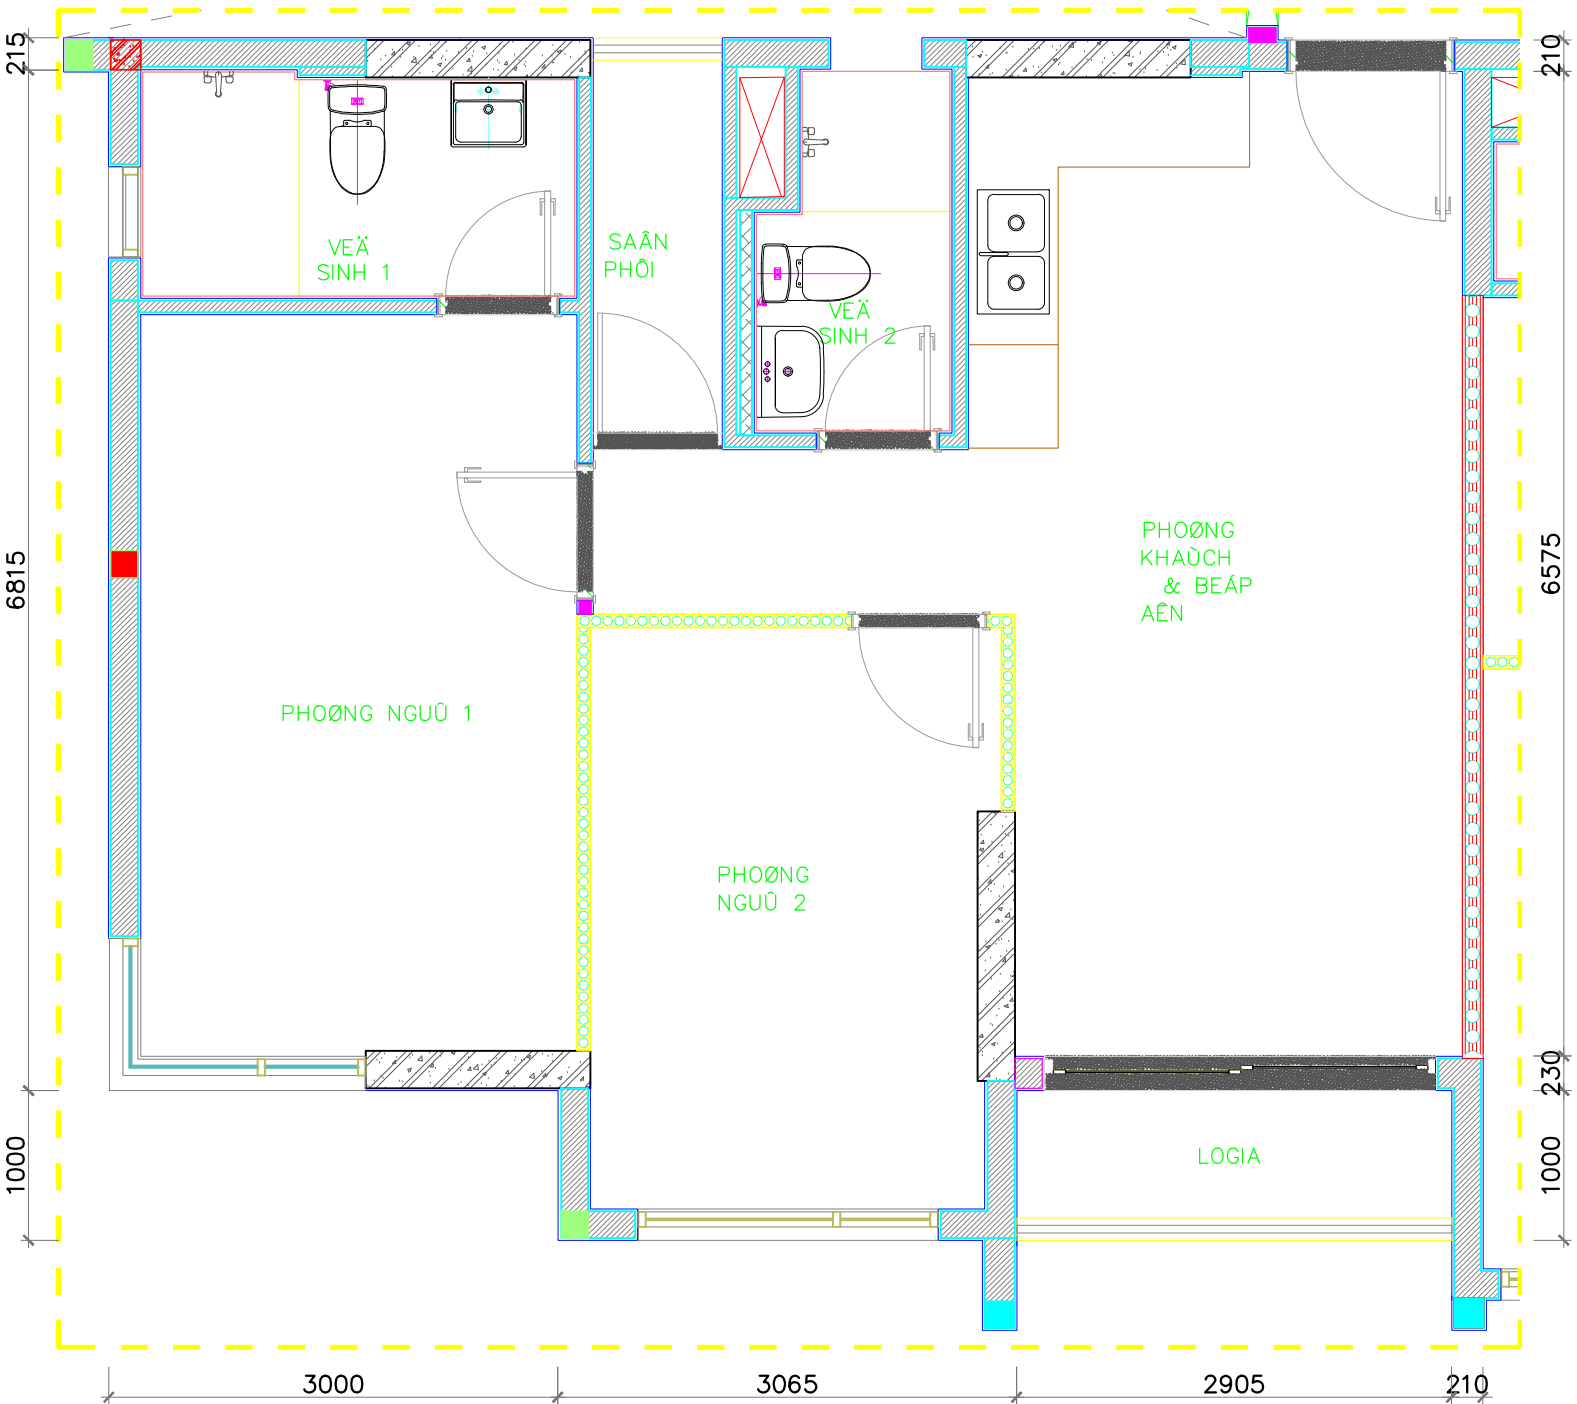 215
210
VEÄ
SINH 1
SAÂN
PHÔI
VEÄ
SINH 2
PHOØNG
KHAÙCH
& BEÁP
AÊN
6815
6575
PHOØNG NGUÛ 1
PHOØNG
NGUÛ 2
230
1000
LOGIA
1000
3000
3065
2905
210